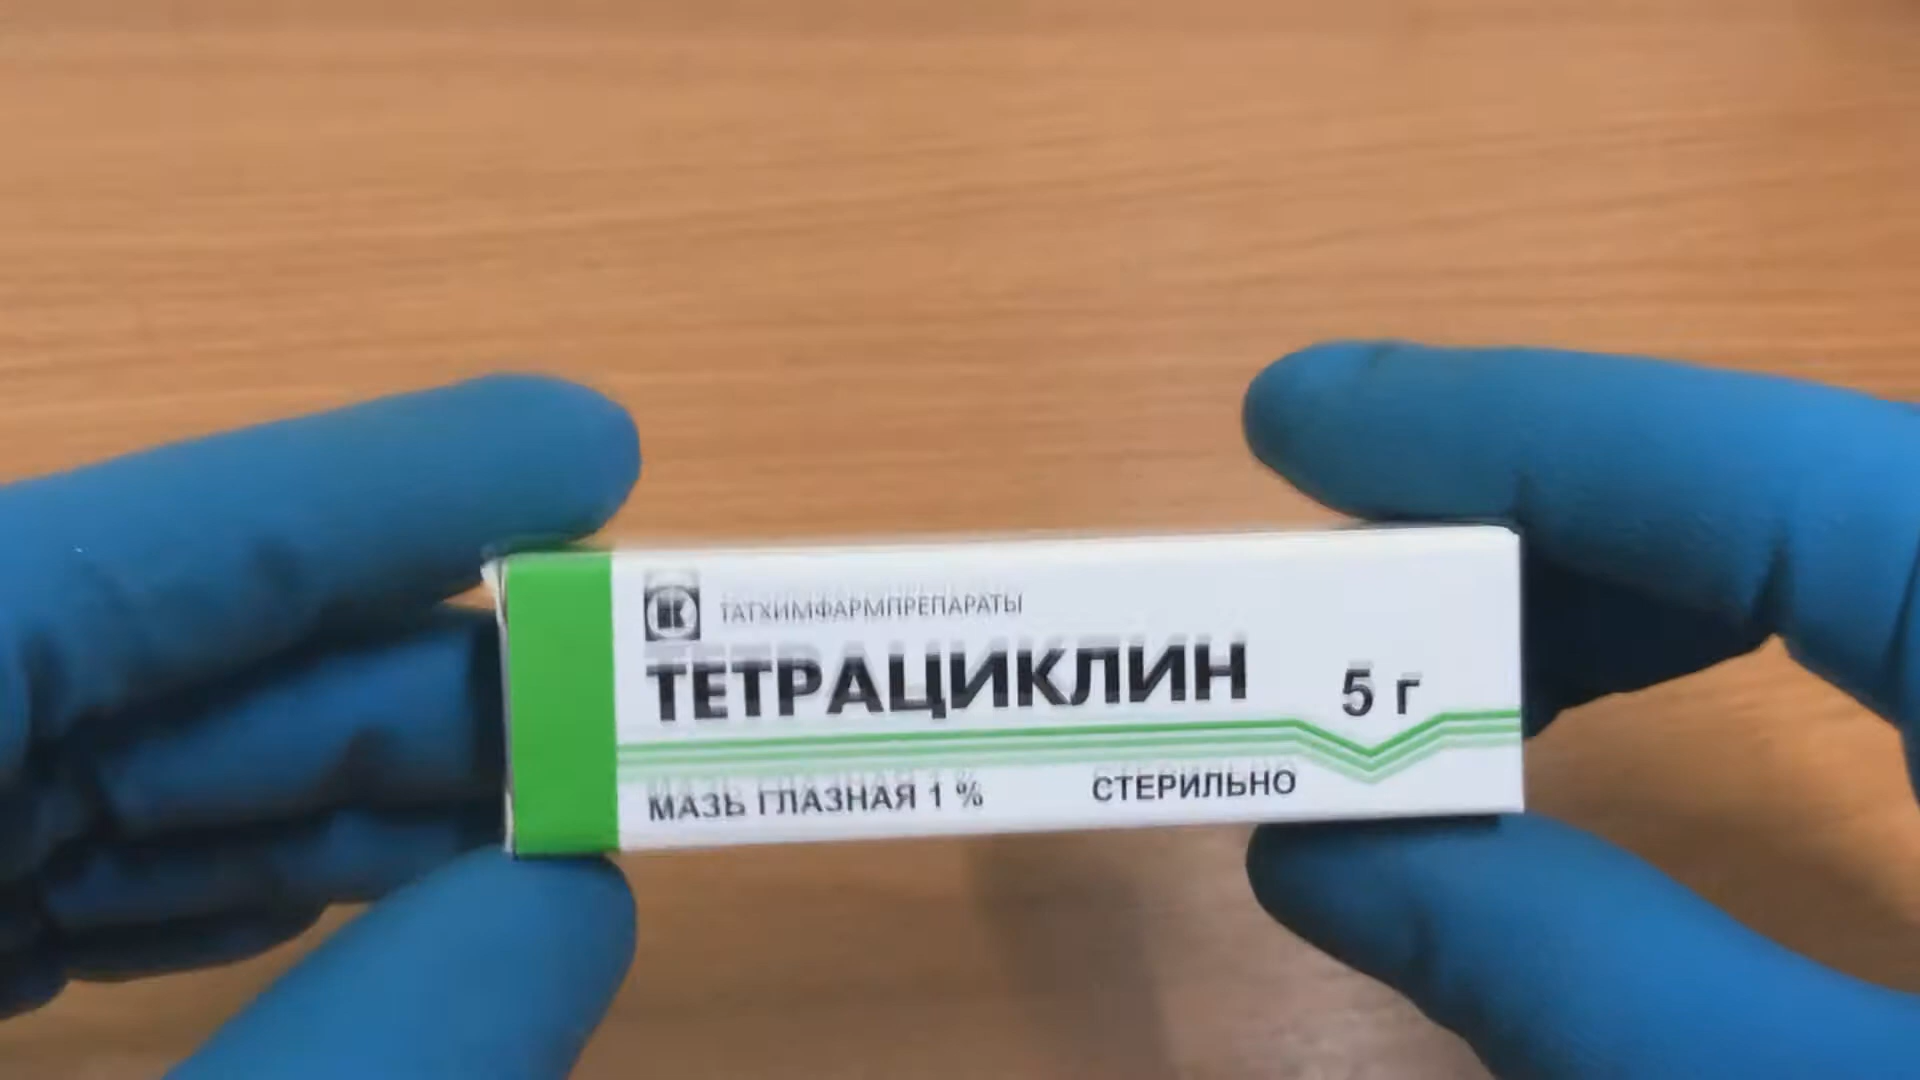 ТАТХИМФАРМПРЕПАРАТЫ
ТЕТРАЦИКЛИН 5 г
МАЗЬ ГЛАЗНАЯ 1 % СТЕРИЛЬНО